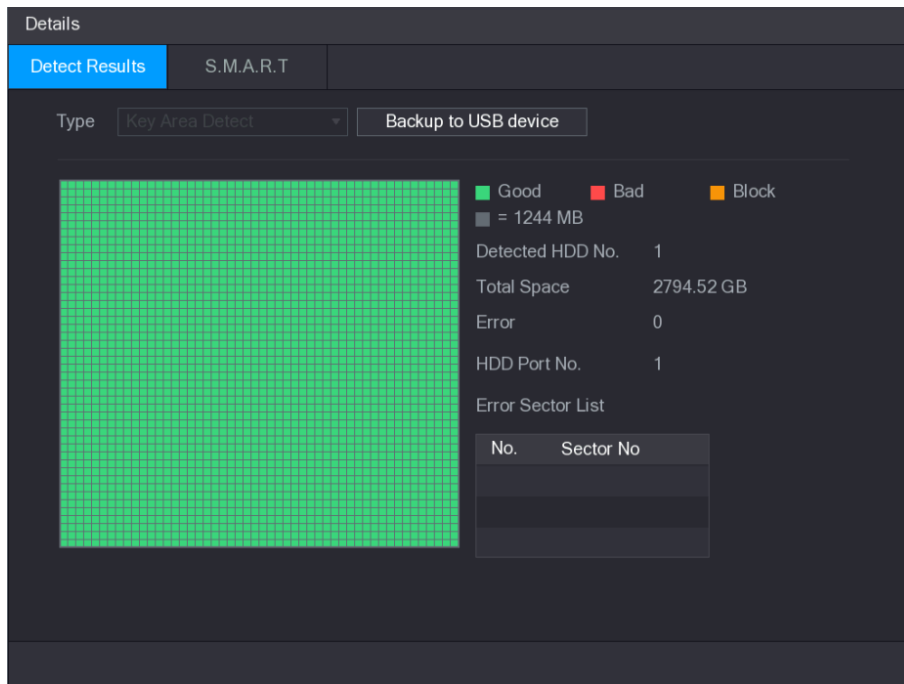 Details
Detect Results S.M.A.R.T
Type Key Area Detect Backup to USB device
Good Bad Block
= 1244 MB
Detected HDD No. 1
Total Space 2794.52 GB
Error 0
HDD Port No. 1
Error Sector List
No. Sector No